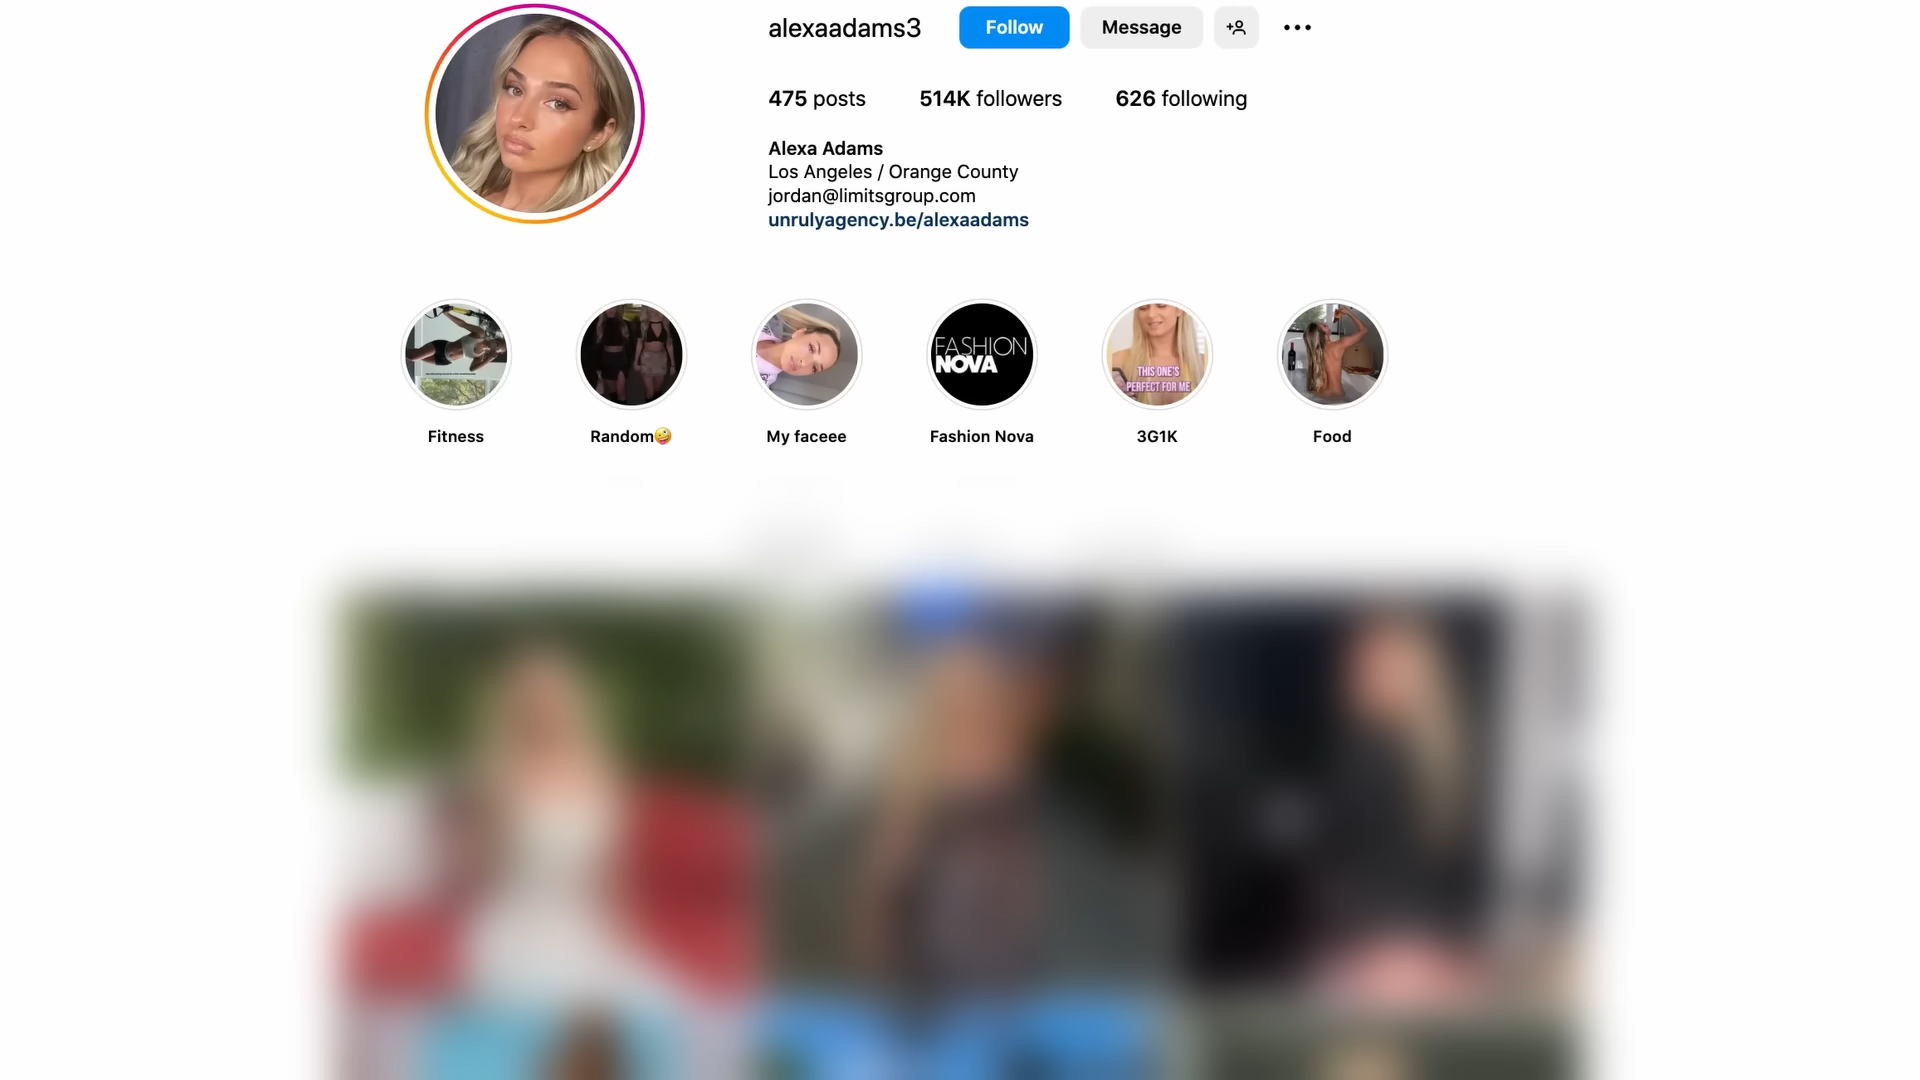 alexaadams3 Follow Message
475 posts 514K followers 626 following
Alexa Adams
Los Angeles / Orange County
jordan@limitsgroup.com
unrulyagency.be/alexaadams
FASHION
NOVA
THIS ONE'S
PERFECT FOR ME
Fitness Random🤪 My faceee Fashion Nova 3G1K Food